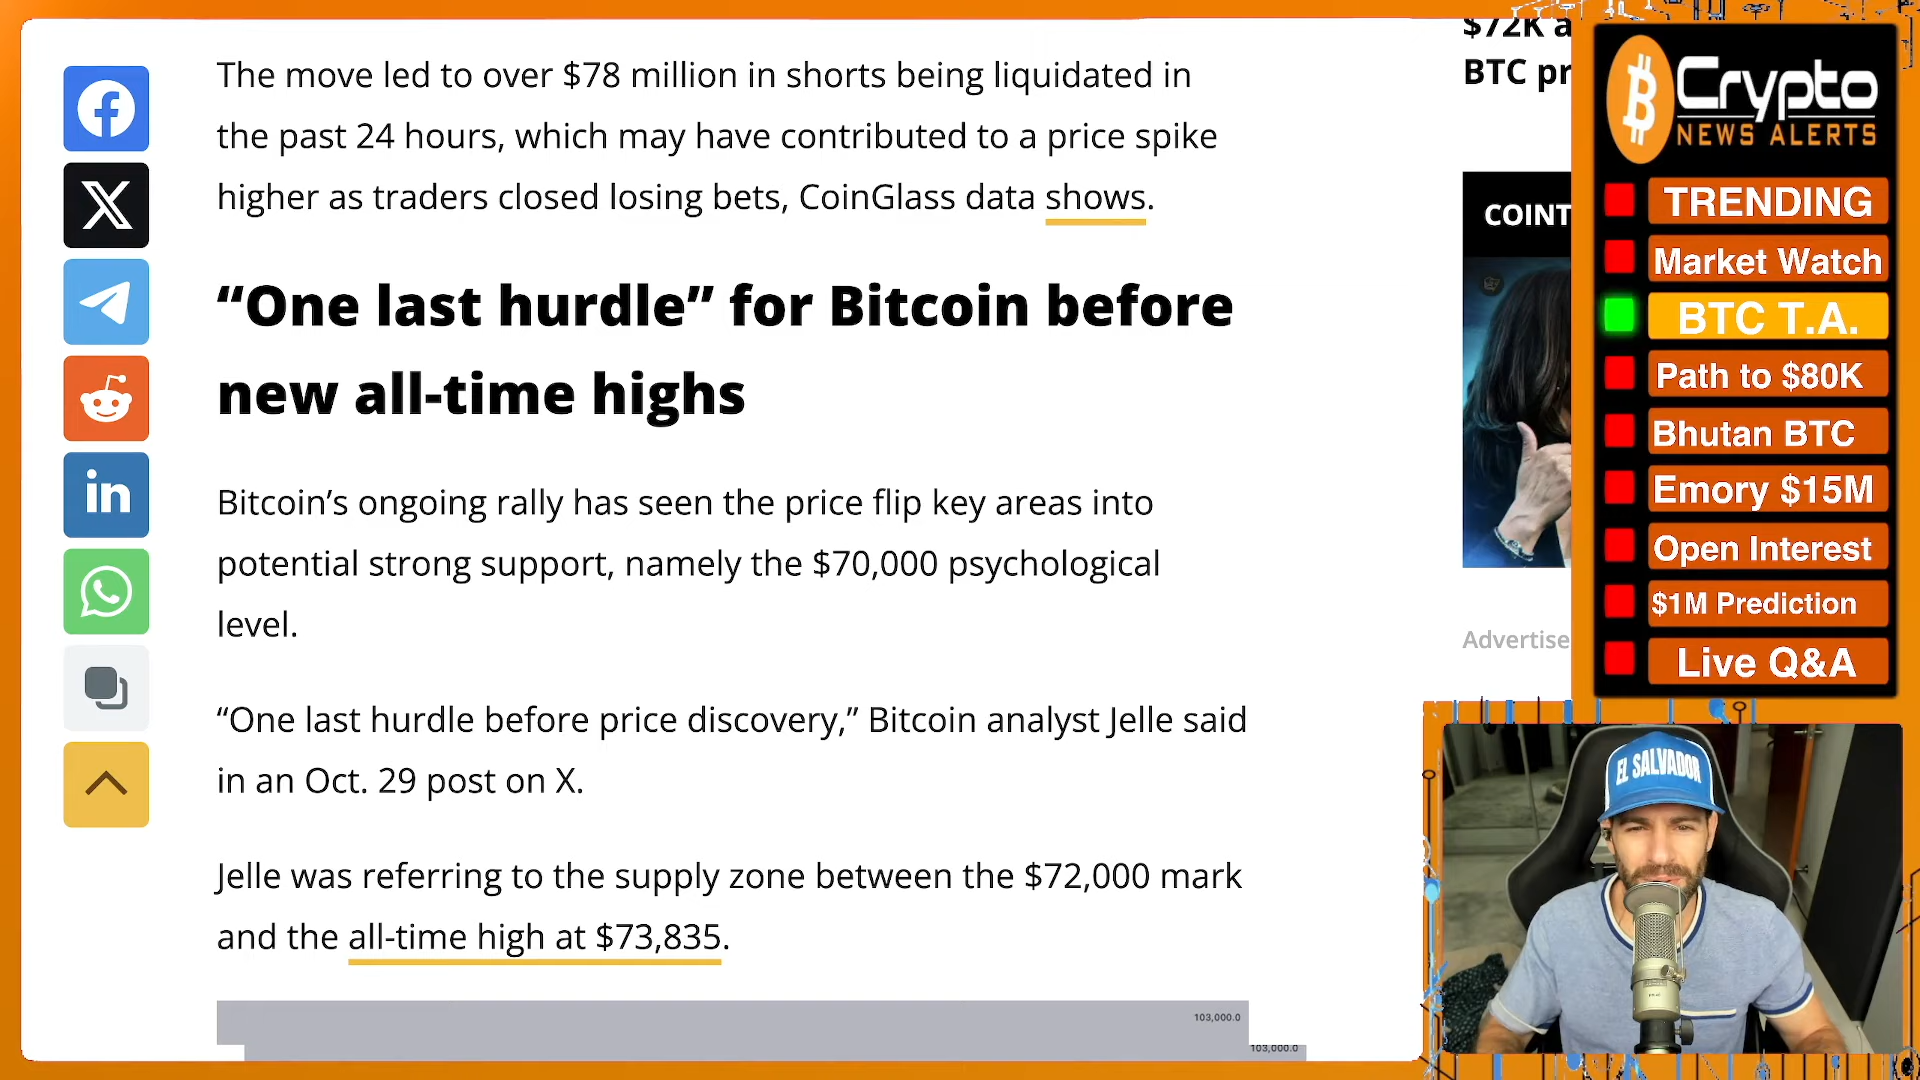 The move led to over $78 million in shorts being liquidated in
the past 24 hours, which may have contributed to a price spike
higher as traders closed losing bets, CoinGlass data shows.
“One last hurdle” for Bitcoin before
new all-time highs
Bitcoin’s ongoing rally has seen the price flip key areas into
potential strong support, namely the $70,000 psychological
level.
“One last hurdle before price discovery,” Bitcoin analyst Jelle said
in an Oct. 29 post on X.
Jelle was referring to the supply zone between the $72,000 mark
and the all-time high at $73,835.
103,000.0
103,000.0
$72K a
BTC pr
COINT
Advertise
Crypto
NEWS ALERTS
TRENDING
Market Watch
BTC T.A.
Path to $80K
Bhutan BTC
Emory $15M
Open Interest
$1M Prediction
Live Q&A
EL SALVADOR